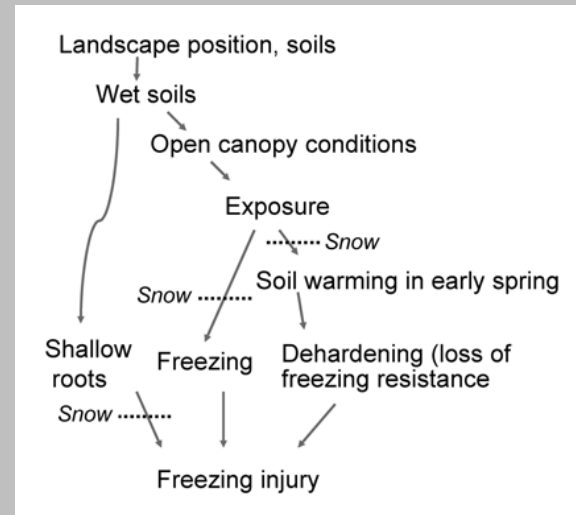 Landscape position, soils
Wet soils
Open canopy conditions
Exposure
Snow
Soil warming in early spring
Snow
Shallow
roots
Freezing
Dehardening (loss of
freezing resistance
Snow
Freezing injury